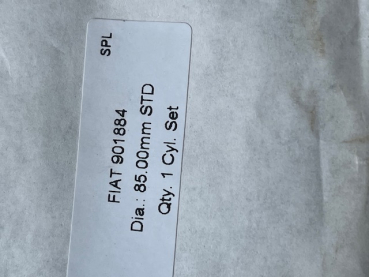 SPL
FIAT 901884
Dia.: 85.00mm STD
Qty. 1 Cyl. Set